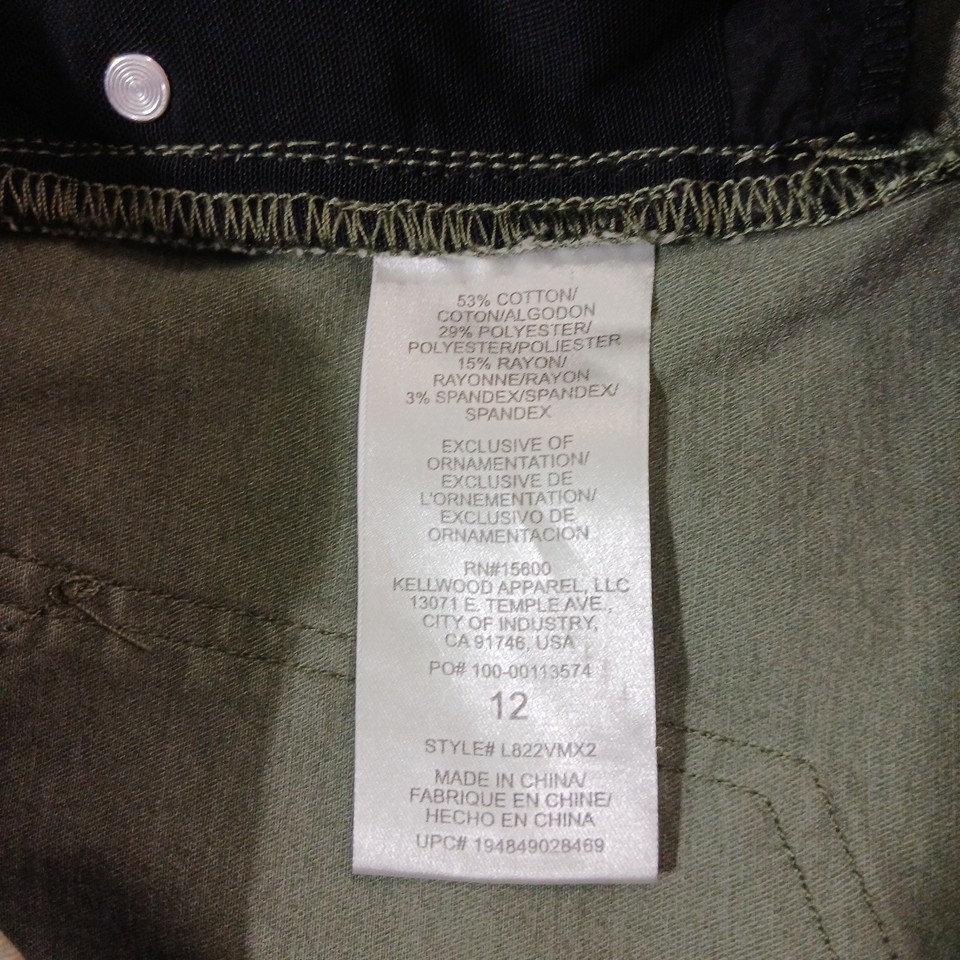 53% COTTON/
COTON/ALGODON
29% POLYESTER/
POLYESTER/POLIESTER
15% RAYON/
RAYONNE/RAYON
3% SPANDEX/SPANDEX/
SPANDEX
EXCLUSIVE OF
ORNAMENTATION/
EXCLUSIVE DE
L'ORNEMENTATION/
EXCLUSIVO DE
ORNAMENTACION
RN#15600
KELLWOOD APPAREL, LLC
13071 E. TEMPLE AVE.,
CITY OF INDUSTRY,
CA 91746, USA
PO# 100-00113574
12
STYLE# L822VMX2
MADE IN CHINA/
FABRIQUE EN CHINE/
HECHO EN CHINA
UPC# 194849028469